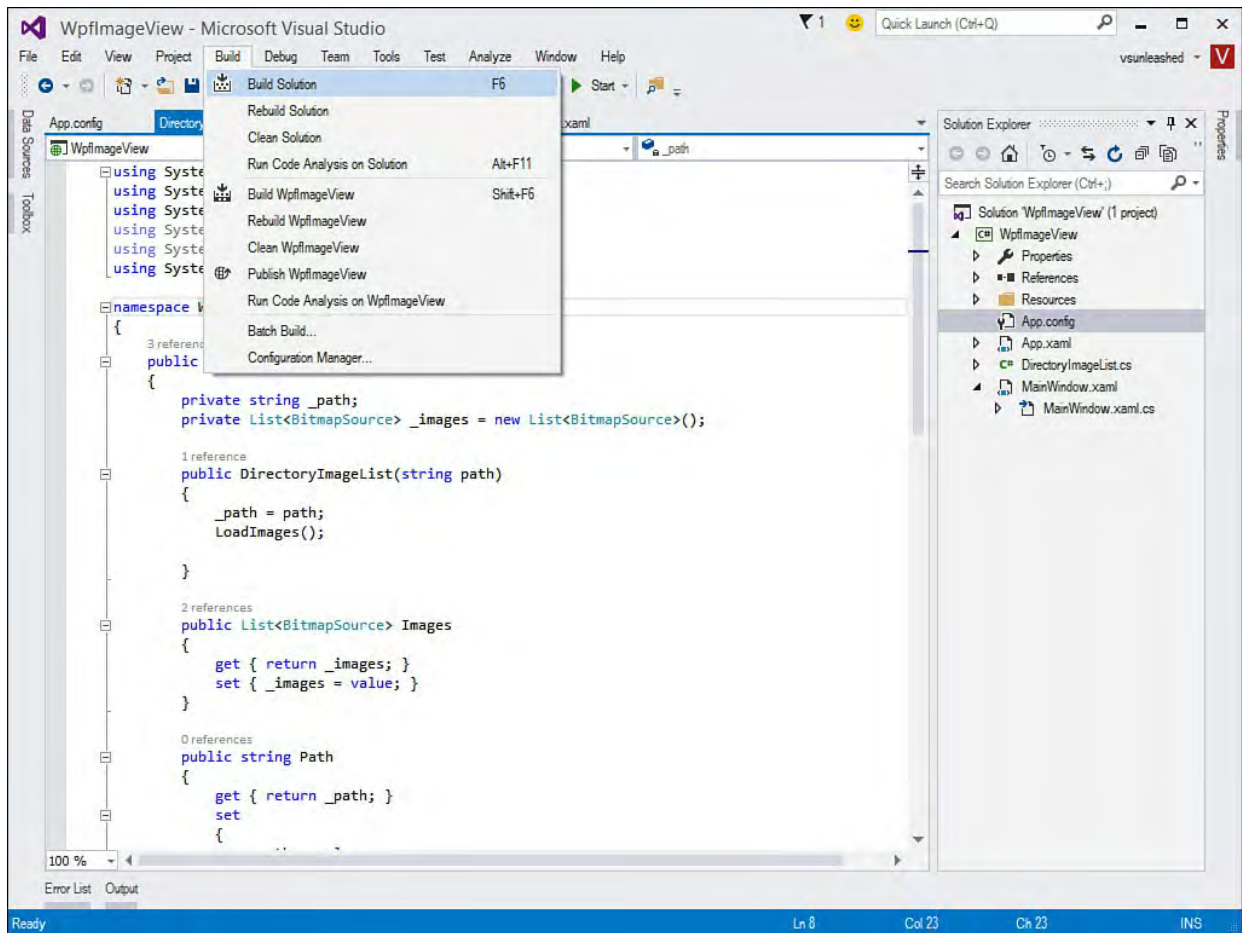 WpfImageView - Microsoft Visual Studio
1
Quick Launch (Ctrl+Q)
File Edit View Project Build Debug Team Tools Test Analyze Window Help
vsunleashed
V
Start
Build Solution F6
Rebuild Solution
Clean Solution
Run Code Analysis on Solution Alt+F11
Build WpfImageView Shift+F6
Rebuild WpfImageView
Clean WpfImageView
Publish WpfImageView
Run Code Analysis on WpfImageView
Batch Build...
Configuration Manager...
Data Sources
Toolbox
App.config Directory .xaml
WpfImageView _path
using Syste
using Syste
using Syste
using Syste
using Syste
using Syste
namespace W
{
3 referenc
public
{
private string _path;
private List<BitmapSource> _images = new List<BitmapSource>();
1 reference
public DirectoryImageList(string path)
{
_path = path;
LoadImages();
}
2 references
public List<BitmapSource> Images
{
get { return _images; }
set { _images = value; }
}
0 references
public string Path
{
get { return _path; }
set
{
100 %
Solution Explorer
Search Solution Explorer (Ctrl+;)
Solution 'WpfImageView' (1 project)
C# WpfImageView
Properties
References
Resources
App.config
App.xaml
C# DirectoryImageList.cs
MainWindow.xaml
MainWindow.xaml.cs
Properties
Error List Output
Ready Ln 8 Col 23 Ch 23 INS